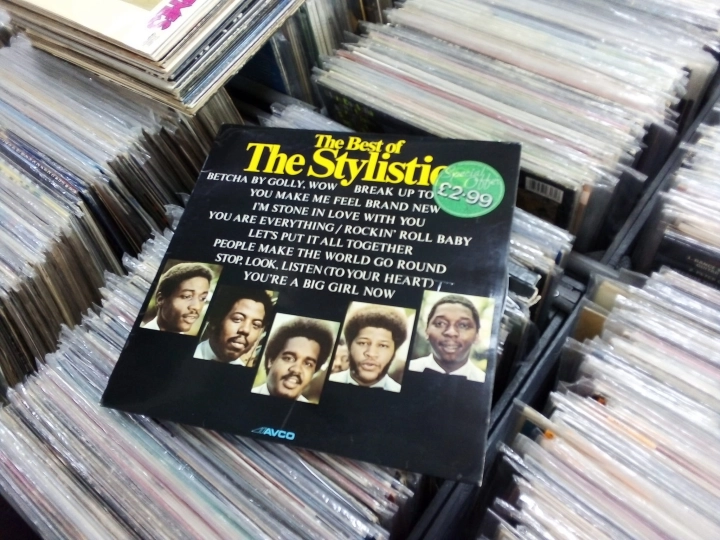 The Best of
The Stylistic
Special
Offer
£2·99
BETCHA BY GOLLY, WOW BREAK UP TO
YOU MAKE ME FEEL BRAND NEW
I'M STONE IN LOVE WITH YOU
YOU ARE EVERYTHING / ROCKIN' ROLL BABY
LET'S PUT IT ALL TOGETHER
PEOPLE MAKE THE WORLD GO ROUND
STOP, LOOK, LISTEN (TO YOUR HEART)
YOU'RE A BIG GIRL NOW
AVCO